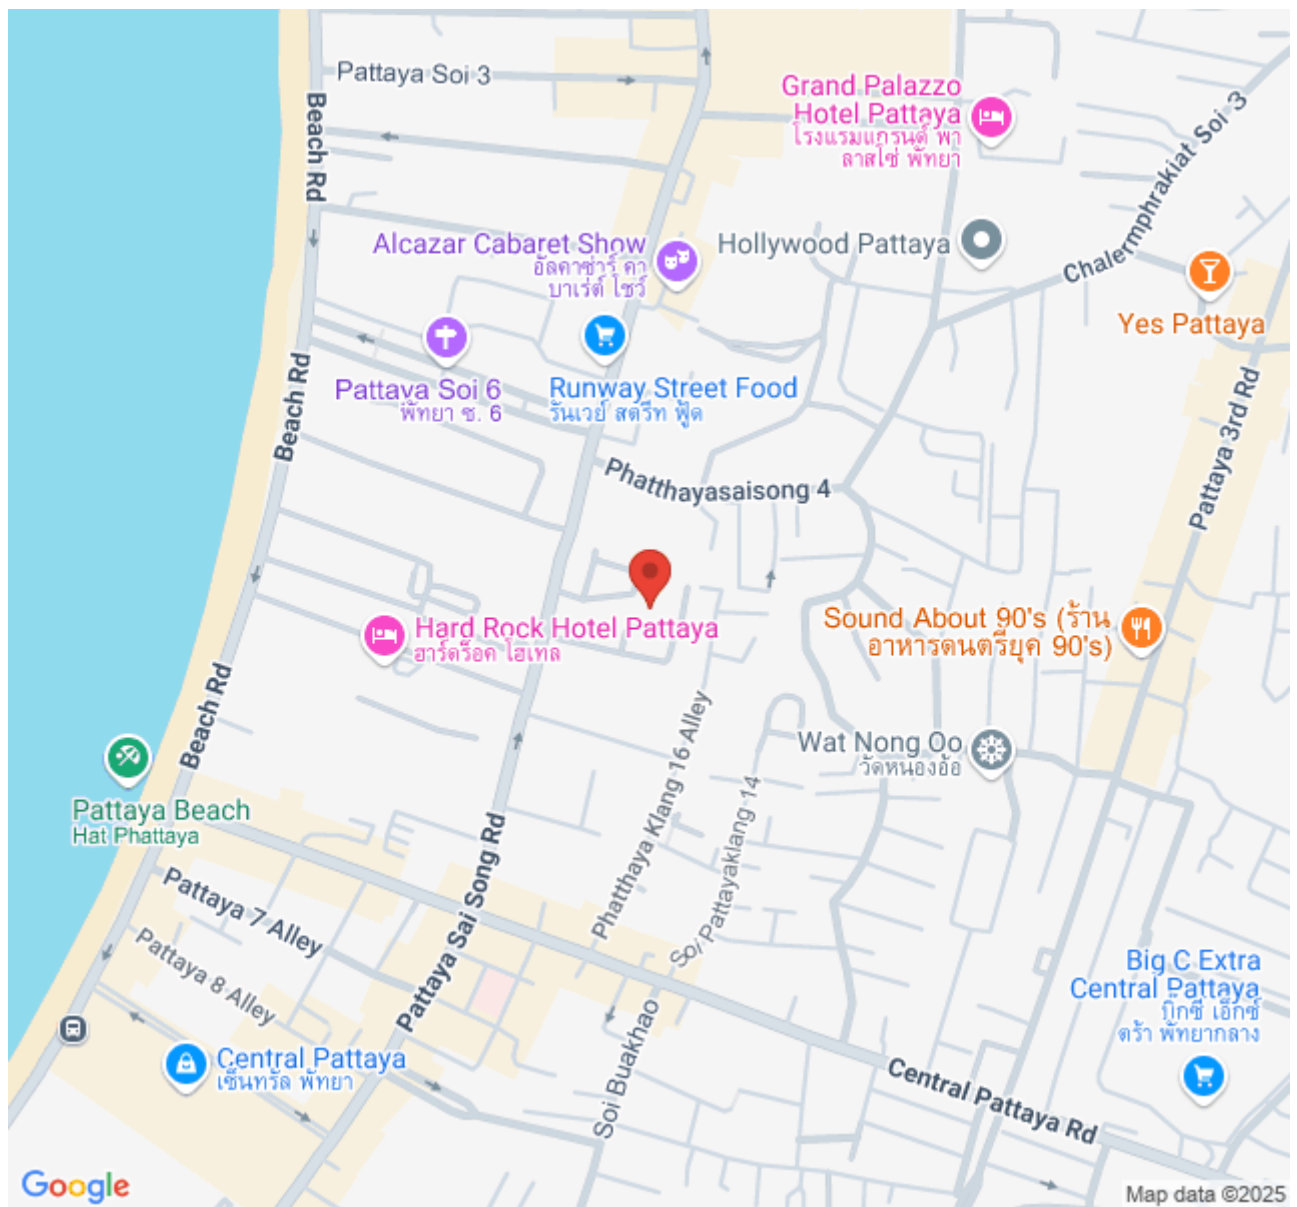 Pattaya Soi 3
Beach Rd
Grand Palazzo
Hotel Pattaya
โรงแรมแกรนด์ พา
ลาสโซ่ พัทยา
Chalermphrakiat Soi 3
Alcazar Cabaret Show
อัลคาซ่าร์ คา
บาเร่ต์ โชว์
Hollywood Pattaya
Yes Pattaya
Pattaya Soi 6
พัทยา ซ. 6
Runway Street Food
รันเวย์ สตรีท ฟู้ด
Beach Rd
Pattaya 3rd Rd
Phatthayasaisong 4
Hard Rock Hotel Pattaya
ฮาร์ดร็อค โฮเทล
Sound About 90's (ร้าน
อาหารดนตรียุค 90's)
Beach Rd
Phatthaya Klang 16 Alley
Wat Nong Oo
วัดหนองอ้อ
Pattaya Beach
Hat Phattaya
Pattaya Sai Song Rd
Soi Pattayaklang 14
Pattaya 7 Alley
Pattaya 8 Alley
Big C Extra
Central Pattaya
บิ๊กซี เอ็กซ์
ตร้า พัทยากลาง
Central Pattaya
เซ็นทรัล พัทยา
Soi Buakhao
Central Pattaya Rd
Google
Map data ©2025